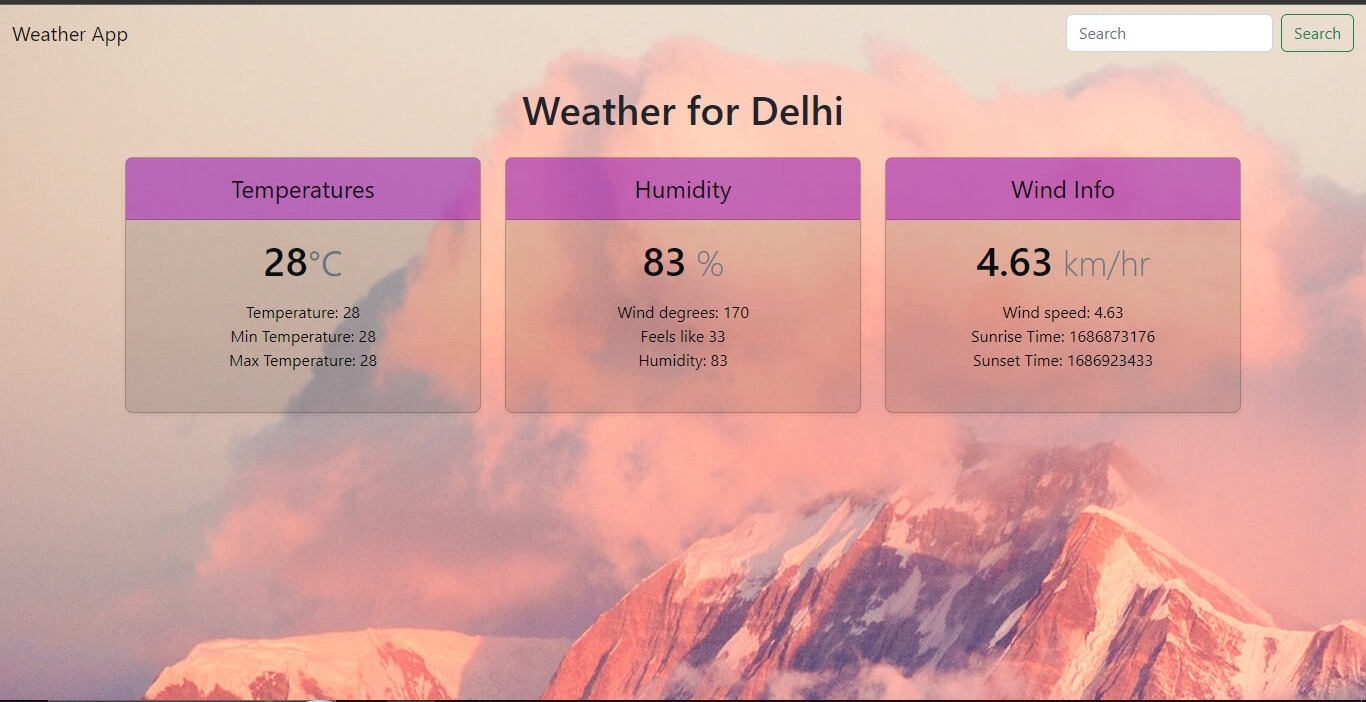 Weather App
Search
Search
Weather for Delhi
Temperatures
28°C
Temperature: 28
Min Temperature: 28
Max Temperature: 28
Humidity
83 %
Wind degrees: 170
Feels like 33
Humidity: 83
Wind Info
4.63 km/hr
Wind speed: 4.63
Sunrise Time: 1686873176
Sunset Time: 1686923433